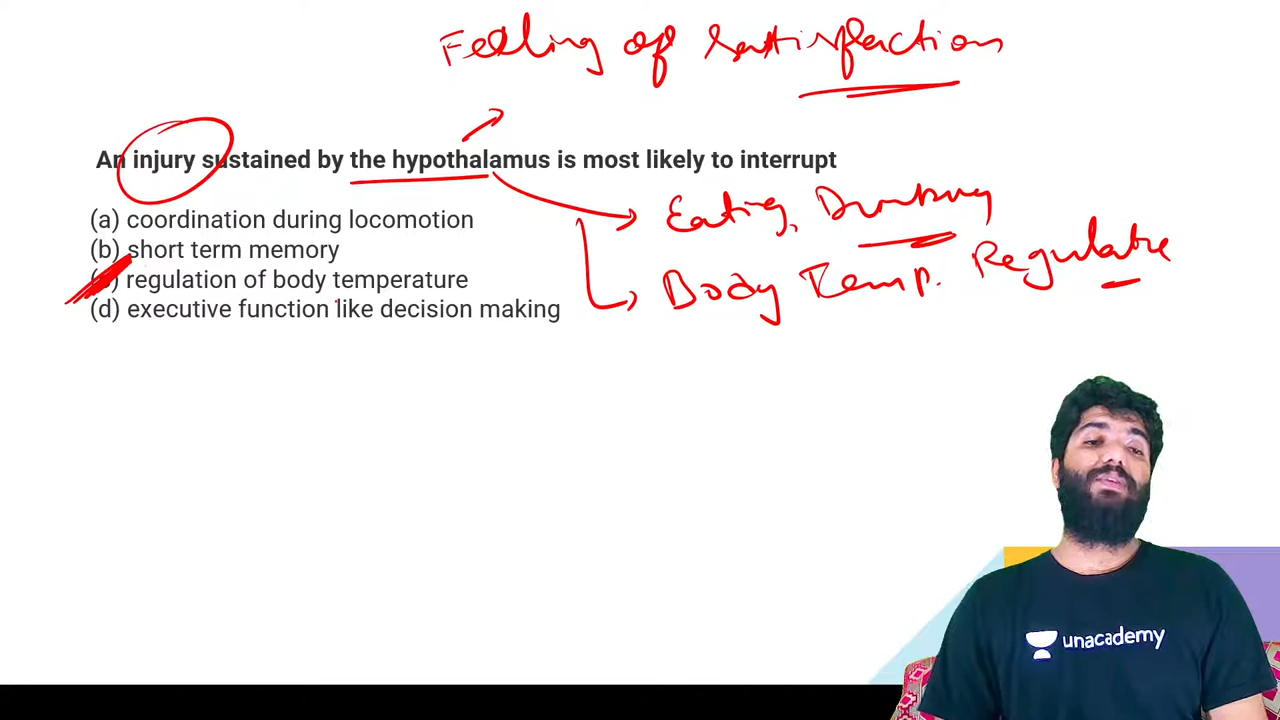 Feeling of Satisfaction
An injury sustained by the hypothalamus is most likely to interrupt
(a) coordination during locomotion
(b) short term memory
regulation of body temperature
(d) executive function like decision making
Eating, Drinking
Body Temp. Regulate
unacademy